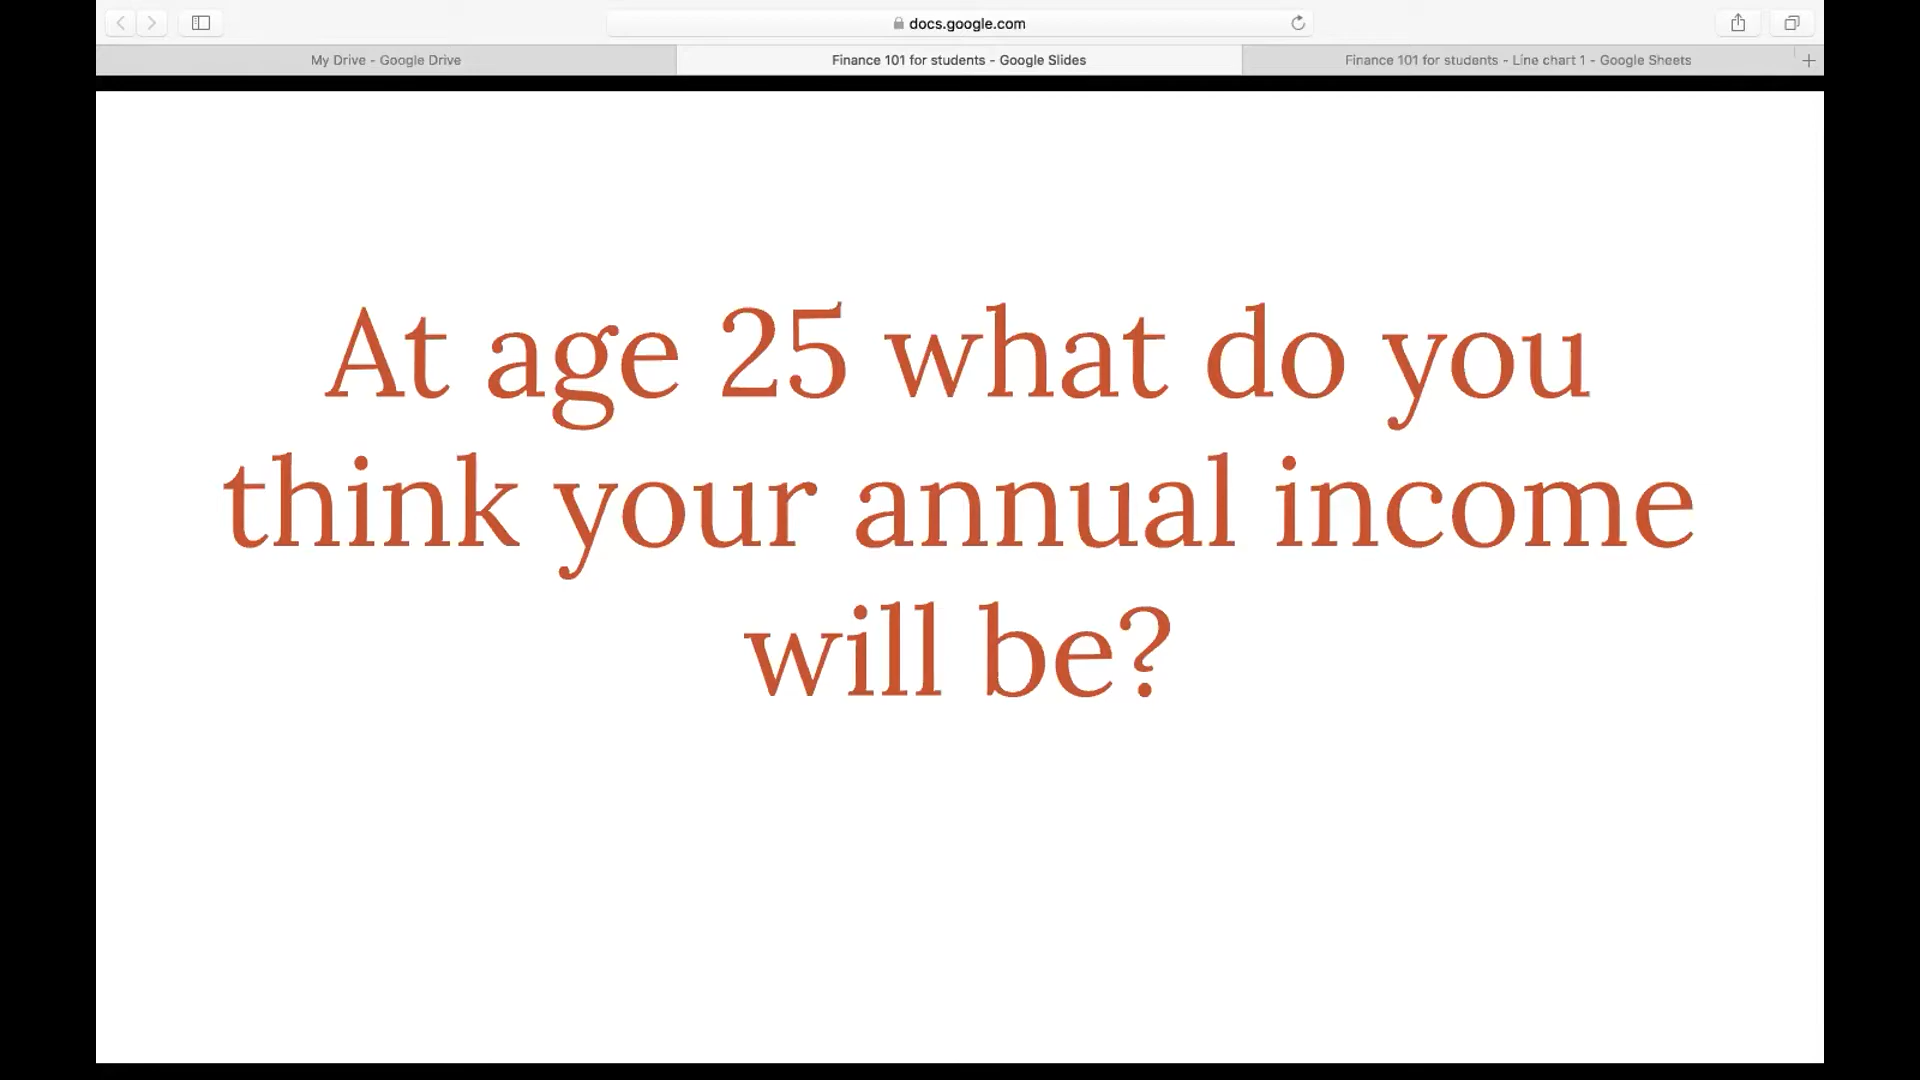 docs.google.com
My Drive - Google Drive
Finance 101 for students - Google Slides
Finance 101 for students - Line chart 1 - Google Sheets
At age 25 what do you
think your annual income
will be?